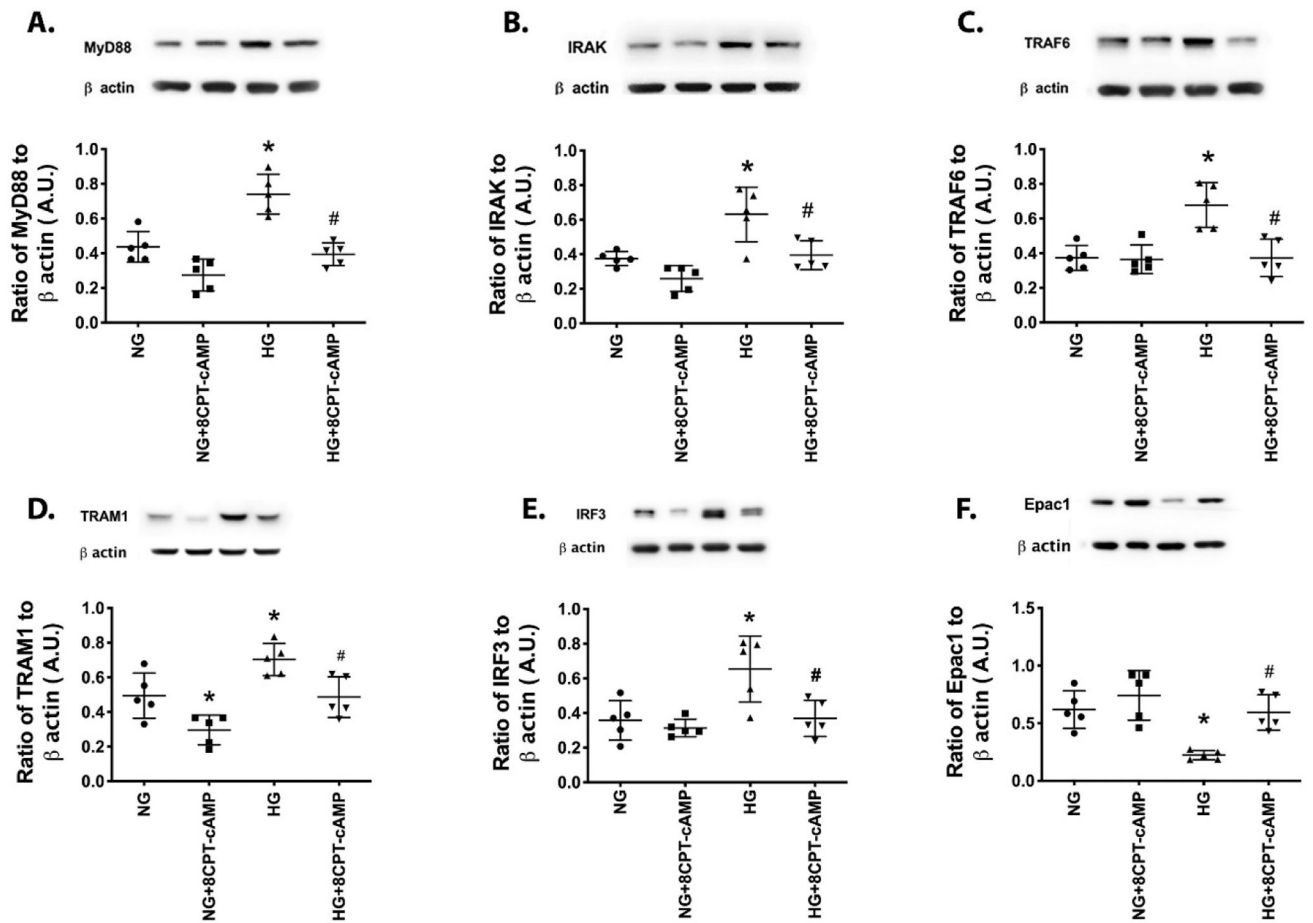 A.
MyD88
β actin
Ratio of MyD88 to
β actin ( A.U.)
1.0
0.8
0.6
0.4
0.2
0.0
*
#
NG
NG+8CPT-cAMP
HG
HG+8CPT-cAMP
B.
IRAK
β actin
Ratio of IRAK to
β actin ( A.U.)
1.0
0.8
0.6
0.4
0.2
0.0
*
#
NG
NG+8CPT-cAMP
HG
HG+8CPT-cAMP
C.
TRAF6
β actin
Ratio of TRAF6 to
β actin ( A.U.)
1.0
0.8
0.6
0.4
0.2
0.0
*
#
NG
NG+8CPT-cAMP
HG
HG+8CPT-cAMP
D.
TRAM1
β actin
Ratio of TRAM1 to
β actin ( A.U.)
1.0
0.8
0.6
0.4
0.2
0.0
*
*
#
NG
NG+8CPT-cAMP
HG
HG+8CPT-cAMP
E.
IRF3
β actin
Ratio of IRF3 to
β actin ( A.U.)
1.0
0.8
0.6
0.4
0.2
0.0
*
#
NG
NG+8CPT-cAMP
HG
HG+8CPT-cAMP
F.
Epac1
β actin
Ratio of Epac1 to
β actin ( A.U.)
1.5
1.0
0.5
0.0
*
#
NG
NG+8CPT-cAMP
HG
HG+8CPT-cAMP